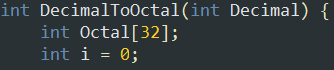 int DecimalToOctal(int Decimal) {
    int Octal[32];
    int i = 0;